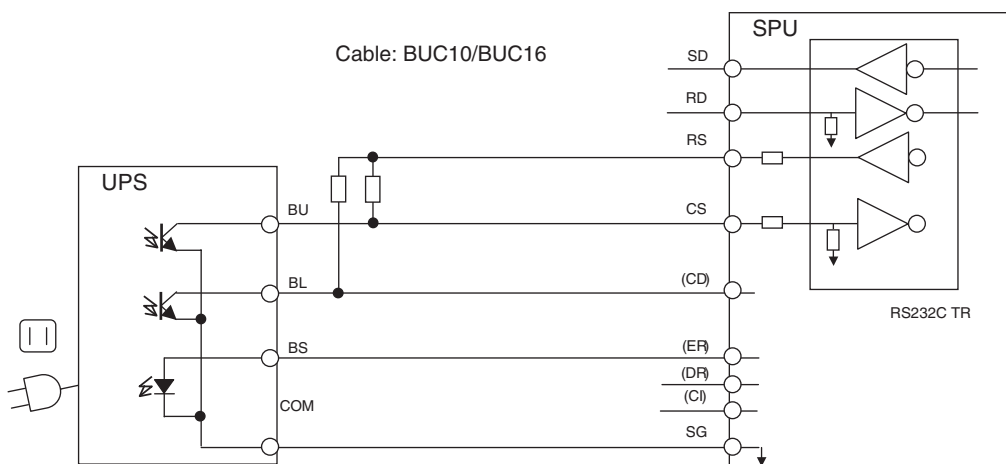 SPU
Cable: BUC10/BUC16
SD
RD
RS
UPS
BU
CS
BL
(CD)
RS232C TR
BS
(ER)
(DR)
(CI)
COM
SG